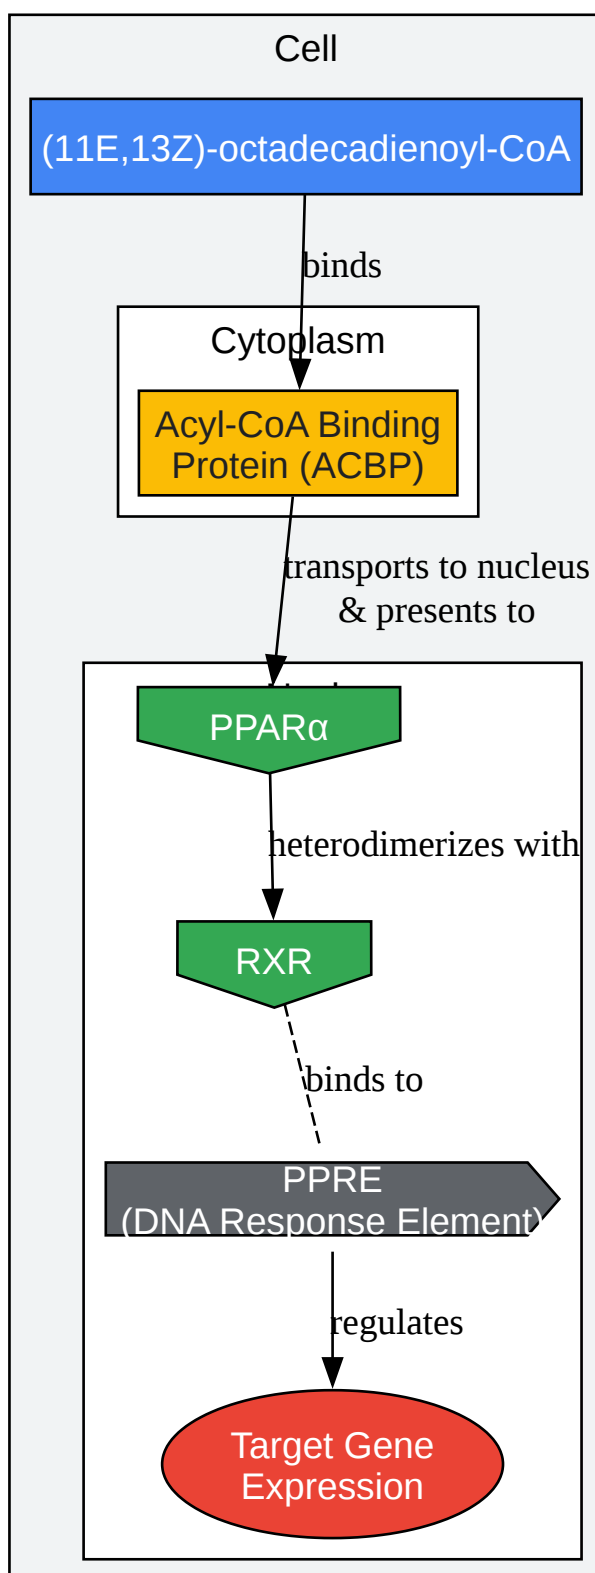 Cell
(11E,13Z)-octadecadienoyl-CoA
binds
Cytoplasm
Acyl-CoA Binding
Protein (ACBP)
transports to nucleus
& presents to
PPARα
heterodimerizes with
RXR
binds to
PPRE
(DNA Response Element)
regulates
Target Gene
Expression